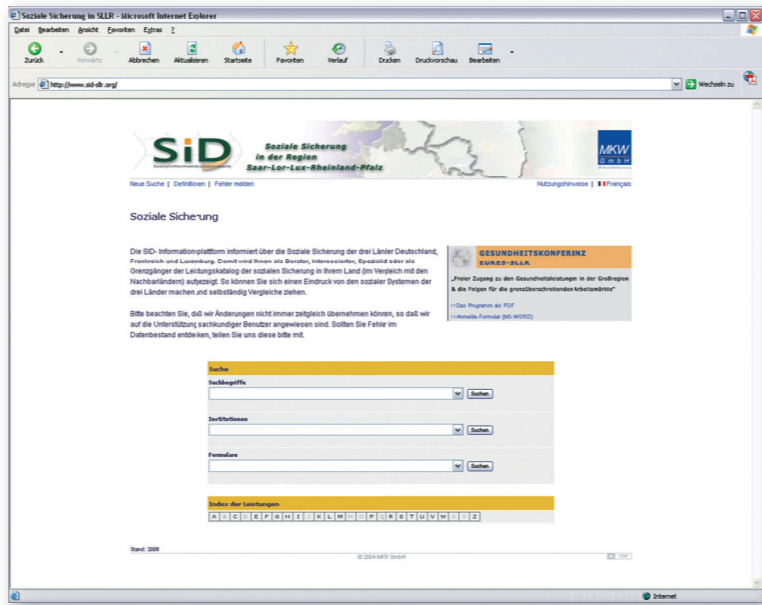 Soziale Sicherung in SLLR - Microsoft Internet Explorer
Datei Bearbeiten Ansicht Favoriten Extras ?
Zurück Vorwärts Abbrechen Aktualisieren Startseite Favoriten Verlauf Drucken Druckvorschau Bearbeiten
Adresse http://www.sid-sllr.org/ Wechseln zu
SiD
Soziale Sicherung
in der Region
Saar-Lor-Lux-Rheinland-Pfalz
MKW
GmbH
Neue Suche | Definitionen | Fehler melden
Nutzungshinweise | Français
Soziale Sicherung
Die SID- Informationplattform informiert über die Soziale Sicherung der drei Länder Deutschland,
Frankreich und Luxemburg. Damit wird Ihnen als Berater, Interessierter, Spezialist oder als
Grenzgänger der Leistungskatalog der sozialen Sicherung in Ihrem Land (im Vergleich mit den
Nachbarländern) aufgezeigt. So können Sie sich einen Eindruck von den sozialen Systemen der
drei Länder machen und selbständig Vergleiche ziehen.
Bitte beachten Sie, daß wir Änderungen nicht immer zeitgleich übernehmen können, so daß wir
auf die Unterstützung sachkundiger Benutzer angewiesen sind. Sollten Sie Fehler im
Datenbestand entdecken, teilen Sie uns diese bitte mit.
GESUNDHEITSKONFERENZ
EURES-SLLR
„Freier Zugang zu den Gesundheitsleistungen in der Großregion
& die Folgen für die grenzüberschreitenden Arbeitsmärkte"
>>Das Programm als PDF
>>Anmelde-Formular (MS-WORD)
Suche
Suchbegriffe
Suchen
Institutionen
Suchen
Formulare
Suchen
Index der Leistungen
A B C D E F G H I J K L M N O P Q R S T U V W X Y Z
Stand: 2009
© 2004 MKW GmbH
TOP
Internet